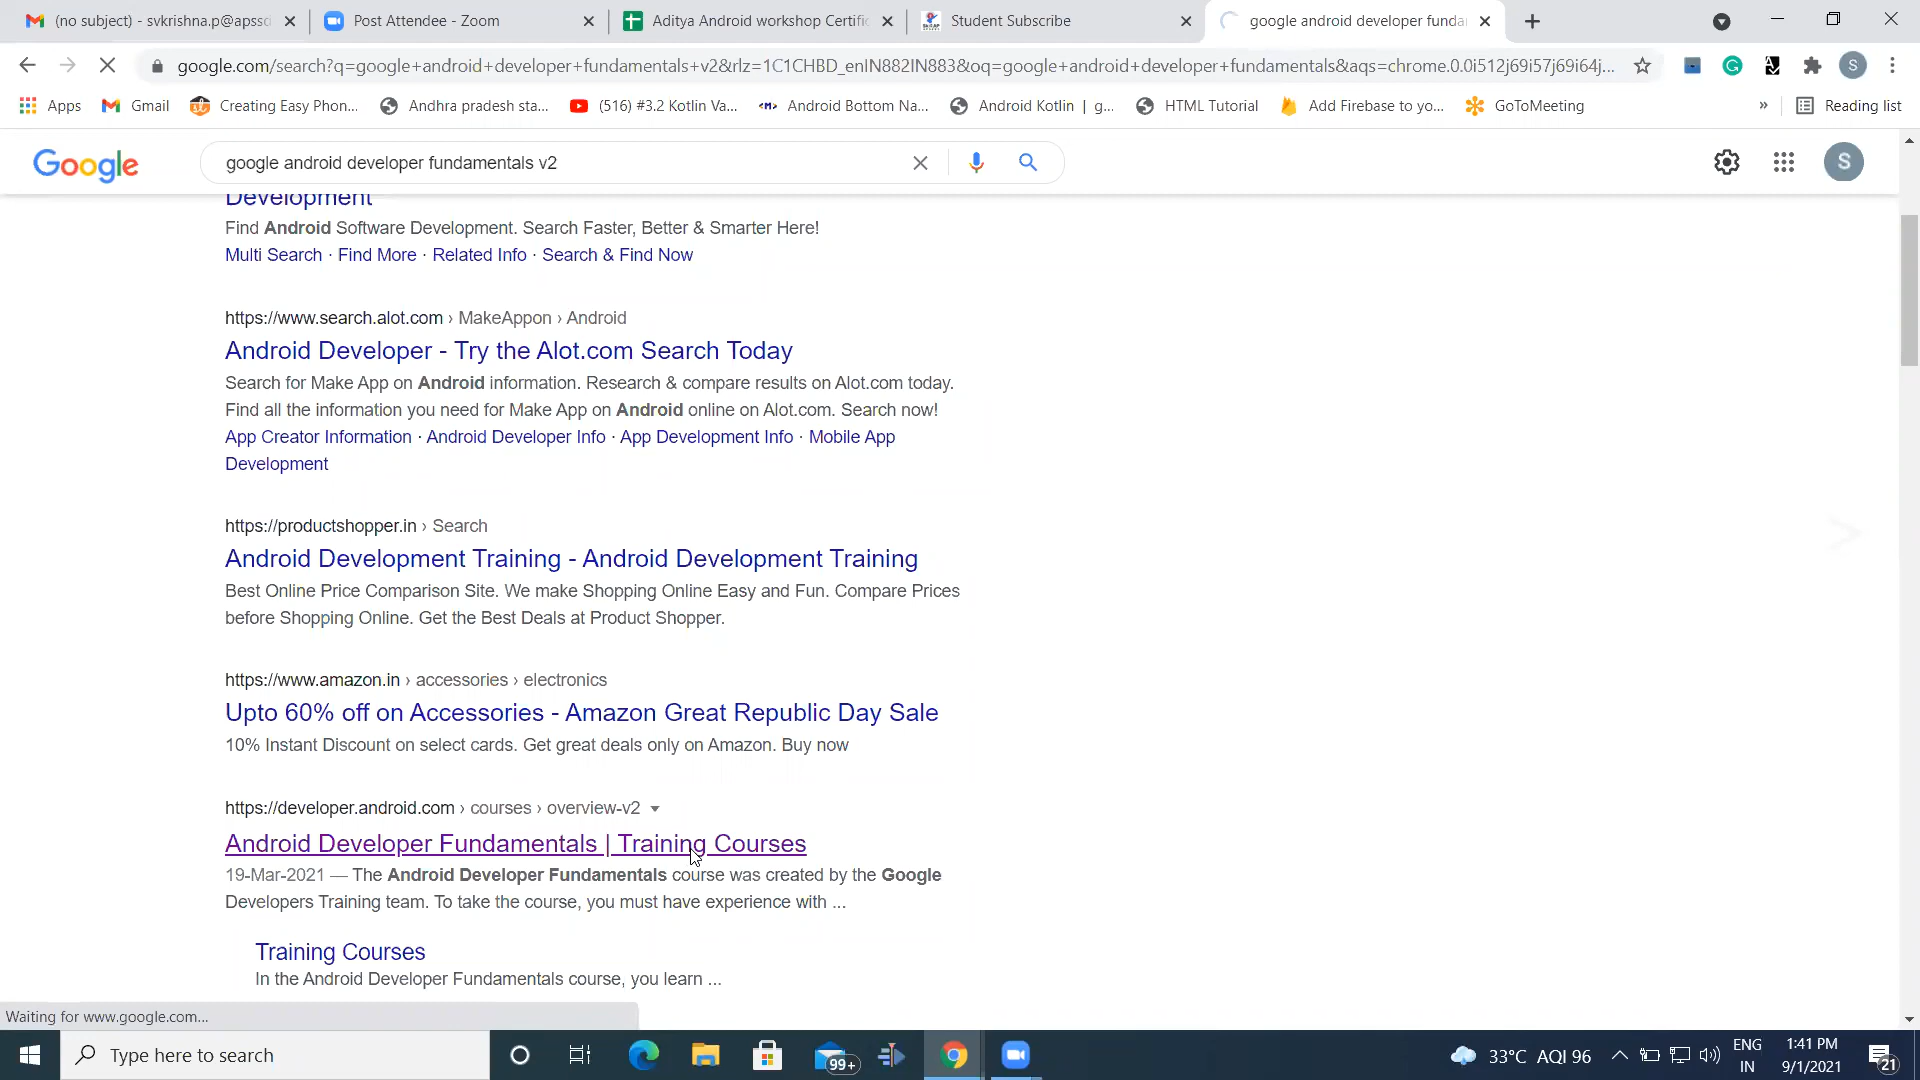 (no subject) - svkrishna.p@apssd
Post Attendee - Zoom
Aditya Android workshop Certific
Student Subscribe
google android developer funda
google.com/search?q=google+android+developer+fundamentals+v2&rlz=1C1CHBD_enIN882IN883&oq=google+android+developer+fundamentals&aqs=chrome.0.0i512j69i57j69i64j...
S
Apps
Gmail
Creating Easy Phon...
Andhra pradesh sta...
(516) #3.2 Kotlin Va...
Android Bottom Na...
Android Kotlin | g...
HTML Tutorial
Add Firebase to yo...
GoToMeeting
»
Reading list
Google
google android developer fundamentals v2
S
Development
Find Android Software Development. Search Faster, Better & Smarter Here!
Multi Search · Find More · Related Info · Search & Find Now
https://www.search.alot.com › MakeAppon › Android
Android Developer - Try the Alot.com Search Today
Search for Make App on Android information. Research & compare results on Alot.com today.
Find all the information you need for Make App on Android online on Alot.com. Search now!
App Creator Information · Android Developer Info · App Development Info · Mobile App
Development
https://productshopper.in › Search
Android Development Training - Android Development Training
Best Online Price Comparison Site. We make Shopping Online Easy and Fun. Compare Prices
before Shopping Online. Get the Best Deals at Product Shopper.
https://www.amazon.in › accessories › electronics
Upto 60% off on Accessories - Amazon Great Republic Day Sale
10% Instant Discount on select cards. Get great deals only on Amazon. Buy now
https://developer.android.com › courses › overview-v2
Android Developer Fundamentals | Training Courses
19-Mar-2021 — The Android Developer Fundamentals course was created by the Google
Developers Training team. To take the course, you must have experience with ...
Training Courses
In the Android Developer Fundamentals course, you learn ...
Waiting for www.google.com...
Type here to search
99+
33°C AQI 96
ENG
IN
1:41 PM
9/1/2021
21